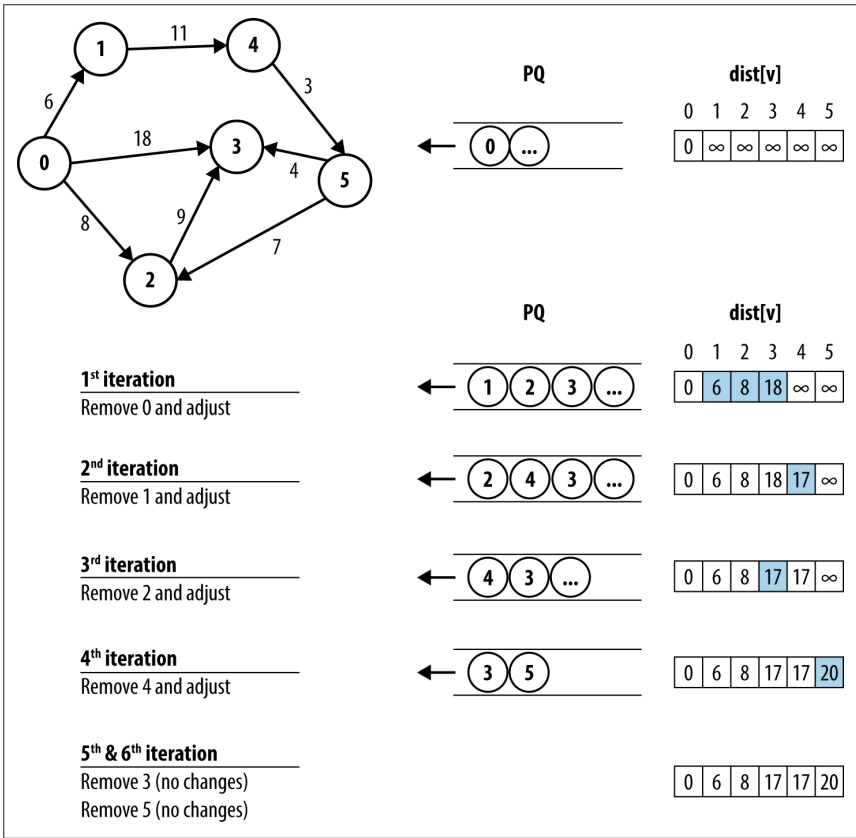 1 11 4
6 3
PQ dist[v]
0 1 2 3 4 5
0 18 3 4 5
0 ... 0 ∞ ∞ ∞ ∞ ∞
8 9 7
2
PQ dist[v]
0 1 2 3 4 5
1st iteration
Remove 0 and adjust
1 2 3 ...
0 6 8 18 ∞ ∞
2nd iteration
Remove 1 and adjust
2 4 3 ...
0 6 8 18 17 ∞
3rd iteration
Remove 2 and adjust
4 3 ...
0 6 8 17 17 ∞
4th iteration
Remove 4 and adjust
3 5
0 6 8 17 17 20
5th & 6th iteration
Remove 3 (no changes)
Remove 5 (no changes)
0 6 8 17 17 20